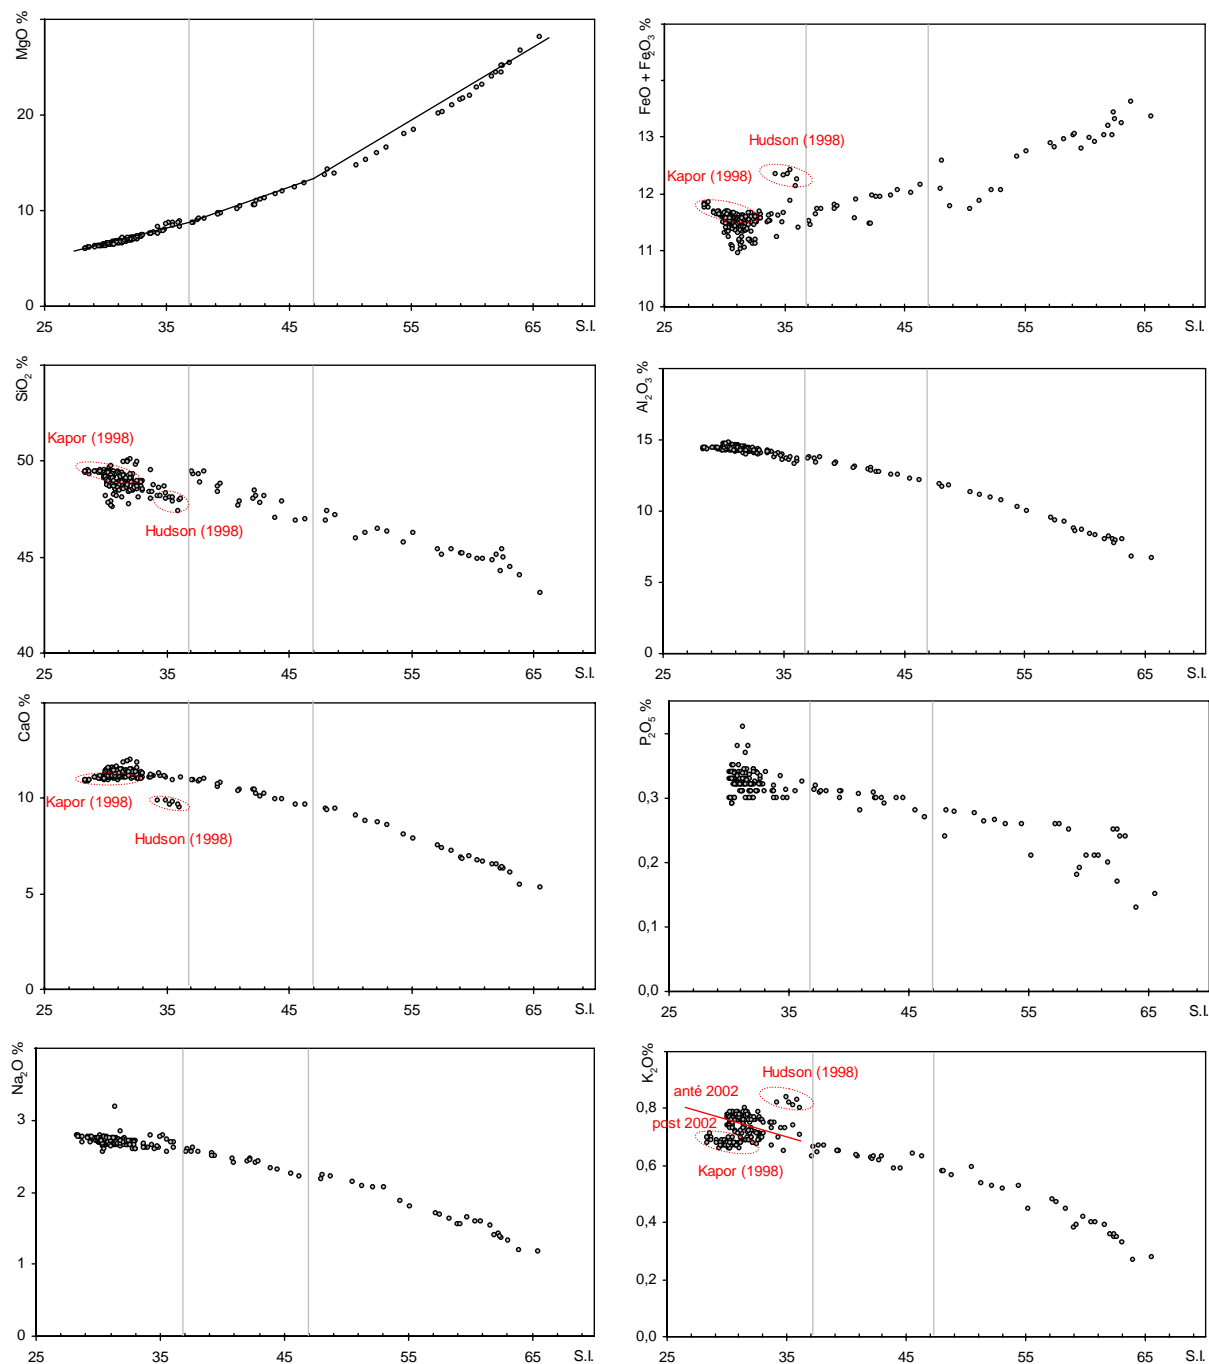 MgO %
20
10
0
25 35 45 55 65 S.I.
FeO + Fe₂O₃ %
13
12
11
10
Hudson (1998)
Kapor (1998)
25 35 45 55 65 S.I.
SiO₂ %
55
50
45
40
Kapor (1998)
Hudson (1998)
25 35 45 55 65 S.I.
Al₂O₃ %
20
15
10
5
0
25 35 45 55 65 S.I.
CaO %
10
5
0
Kapor (1998)
Hudson (1998)
25 35 45 55 65 S.I.
P₂O₅ %
0,3
0,2
0,1
0,0
25 35 45 55 65 S.I.
Na₂O %
3
2
1
0
25 35 45 55 65 S.I.
K₂O%
0,8
0,6
0,4
0,2
0,0
Hudson (1998)
anté 2002
post 2002
Kapor (1998)
25 35 45 55 65 S.I.